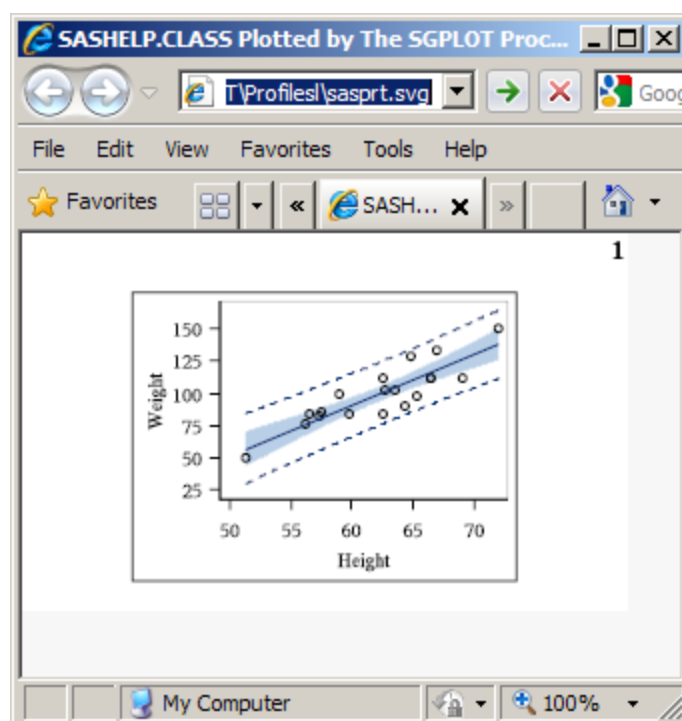 SASHELP.CLASS Plotted by The SGPLOT Proc...
T\Profilesl\sasprt.svg
Goog
File Edit View Favorites Tools Help
Favorites
SASH...
1
150
125
100
75
50
25
Weight
50 55 60 65 70
Height
My Computer
100%